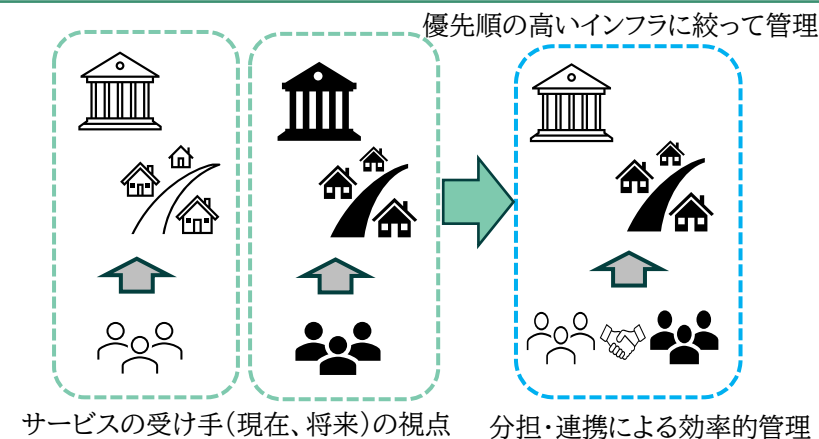 優先順の高いインフラに絞って管理
サービスの受け手(現在、将来)の視点
分担・連携による効率的管理